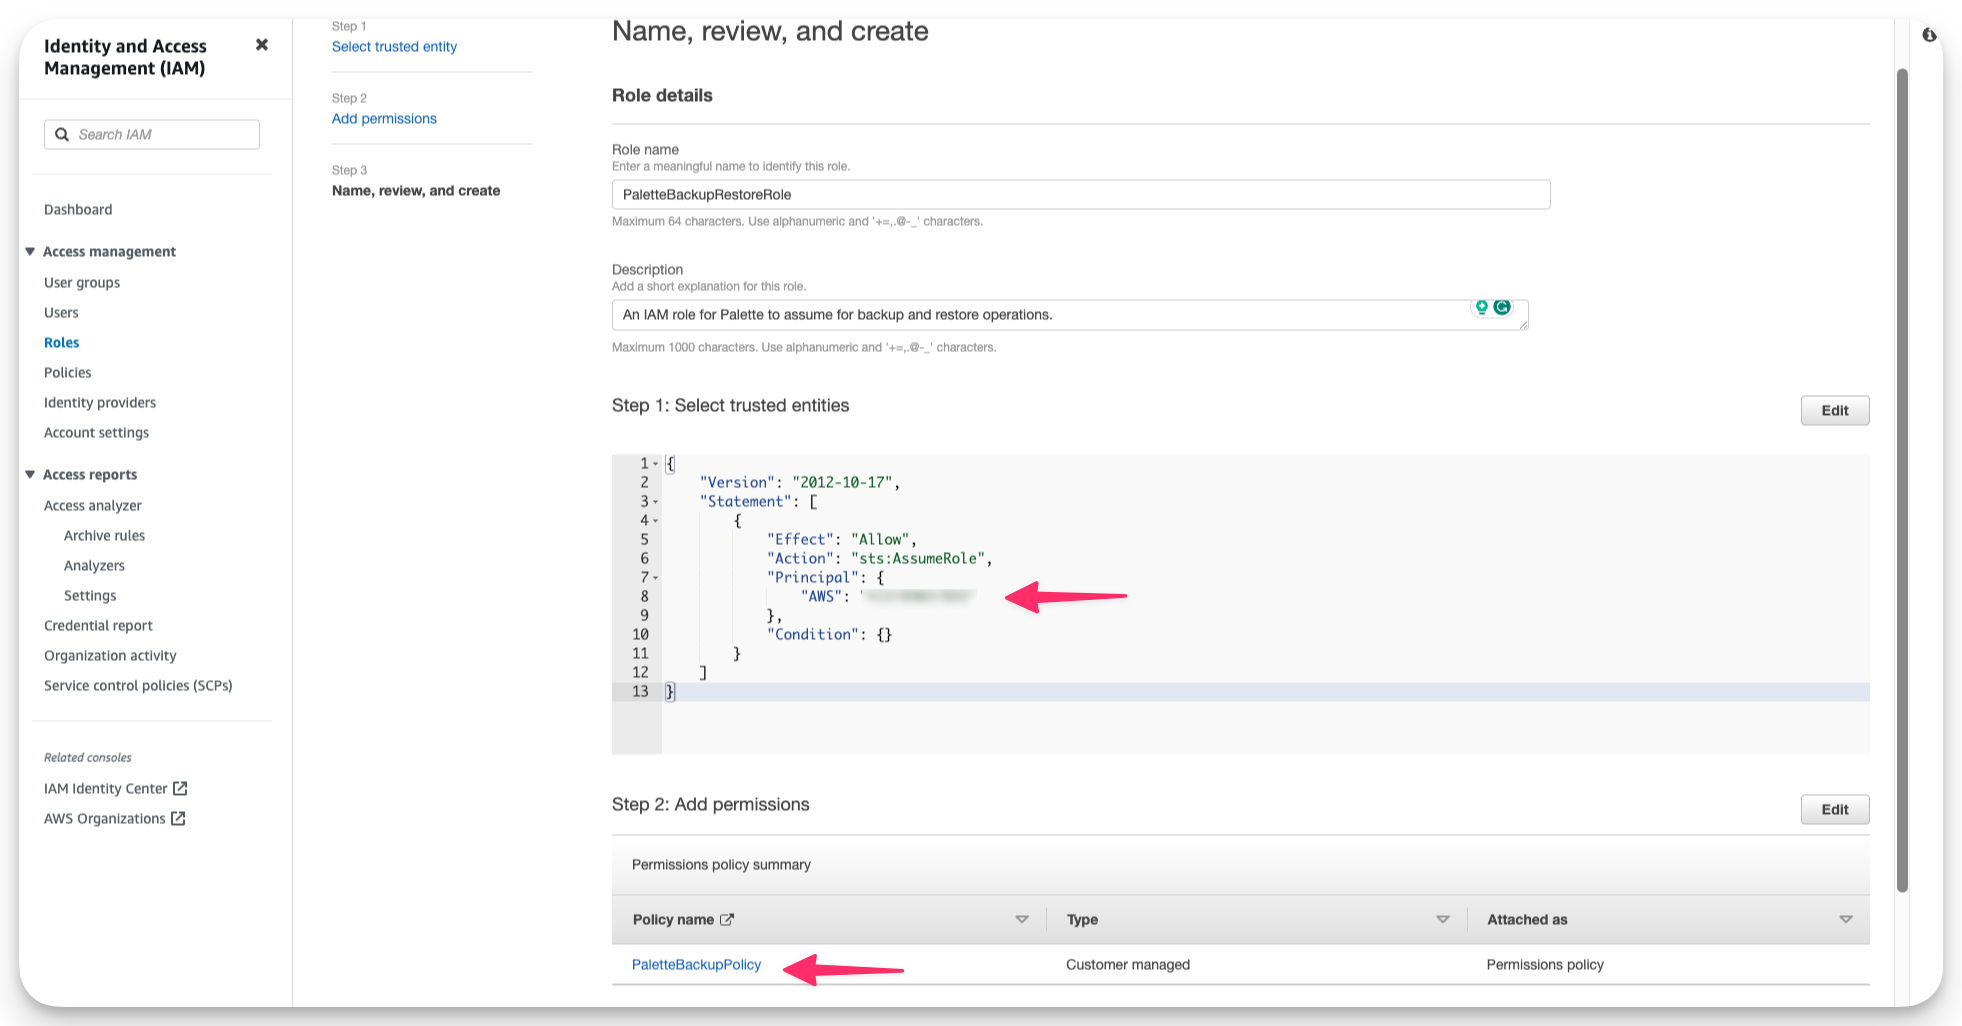 Identity and Access
Management (IAM)
Search IAM
Dashboard
Access management
User groups
Users
Roles
Policies
Identity providers
Account settings
Access reports
Access analyzer
Archive rules
Analyzers
Settings
Credential report
Organization activity
Service control policies (SCPs)
Related consoles
IAM Identity Center
AWS Organizations
Step 1
Select trusted entity
Step 2
Add permissions
Step 3
Name, review, and create
Name, review, and create
Role details
Role name
Enter a meaningful name to identify this role.
PaletteBackupRestoreRole
Maximum 64 characters. Use alphanumeric and '+=,.@-_' characters.
Description
Add a short explanation for this role.
An IAM role for Palette to assume for backup and restore operations.
Maximum 1000 characters. Use alphanumeric and '+=,.@-_' characters.
Step 1: Select trusted entities
Edit
1 {
2 "Version": "2012-10-17",
3 "Statement": [
4 {
5 "Effect": "Allow",
6 "Action": "sts:AssumeRole",
7 "Principal": {
8 "AWS": "
9 },
10 "Condition": {}
11 }
12 ]
13 }
Step 2: Add permissions
Edit
Permissions policy summary
Policy name Type Attached as
PaletteBackupPolicy Customer managed Permissions policy